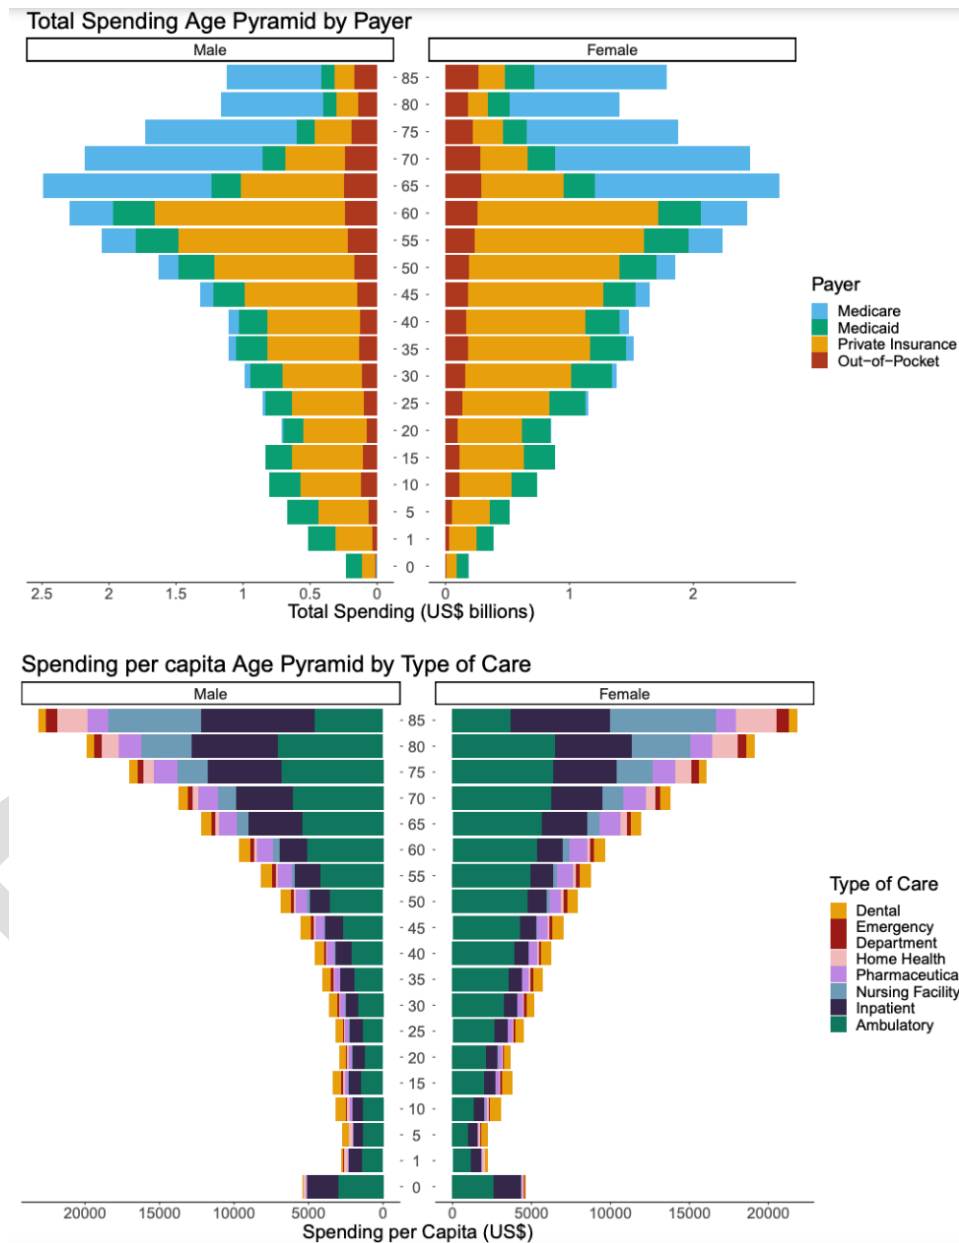 Total Spending Age Pyramid by Payer
Male
Female
85
80
75
70
65
60
55
50
45
40
35
30
25
20
15
10
5
1
0
2.5 2 1.5 1 0.5 0
0 1 2
Total Spending (US$ billions)
Payer
Medicare
Medicaid
Private Insurance
Out-of-Pocket
Spending per capita Age Pyramid by Type of Care
Male
Female
85
80
75
70
65
60
55
50
45
40
35
30
25
20
15
10
5
1
0
20000 15000 10000 5000 0
0 5000 10000 15000 20000
Spending per Capita (US$)
Type of Care
Dental
Emergency
Department
Home Health
Pharmaceutica
Nursing Facility
Inpatient
Ambulatory